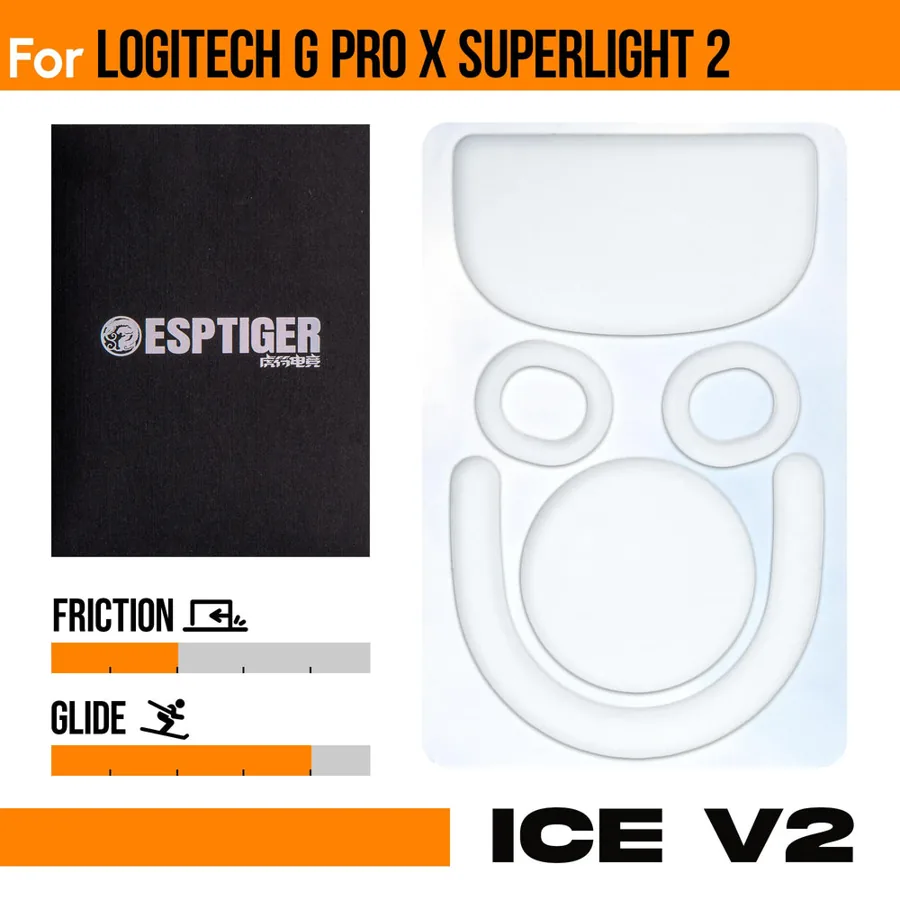 For LOGITECH G PRO X SUPERLIGHT 2
ESPTIGER
虎符电竞
FRICTION
GLIDE
ICE V2